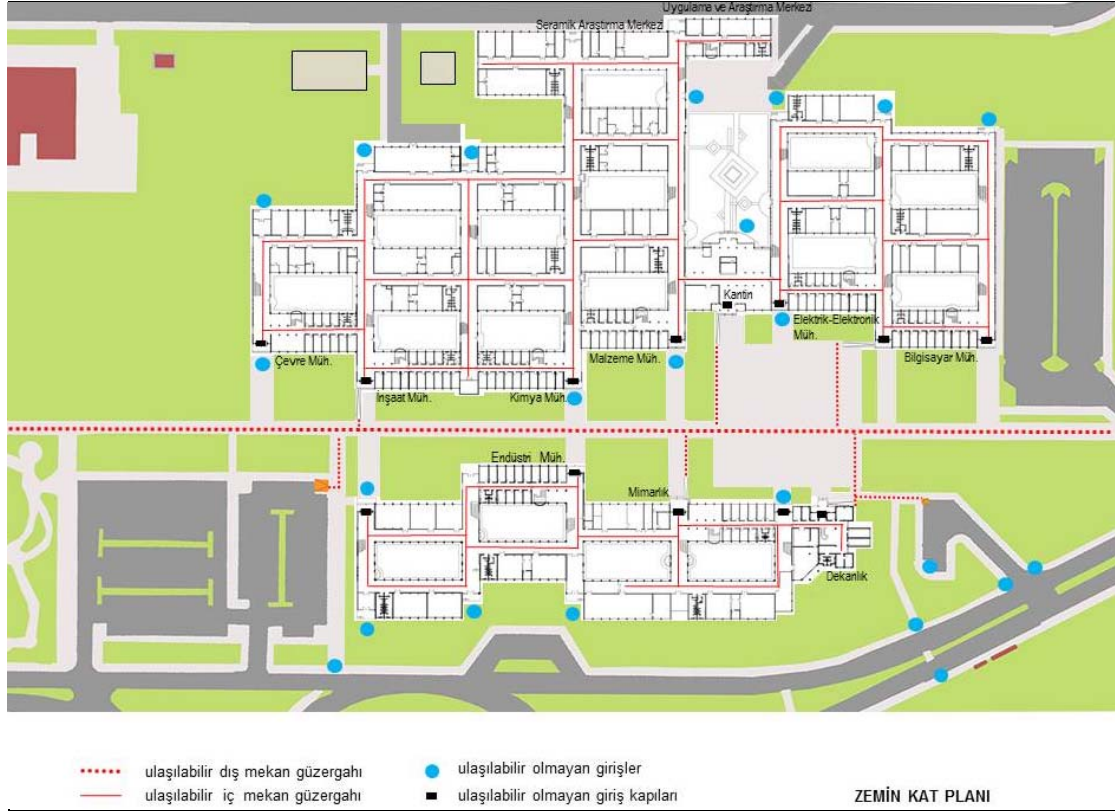 Uygulama ve Araştırma Merkezi
Seramik Araştırma Merkezi
Kantin
Elektrik-Elektronik
Müh.
Çevre Müh.
Malzeme Müh.
Bilgisayar Müh.
İnşaat Müh.
Kimya Müh.
Endüstri Müh.
Mimarlık
Dekanlık
ulaşılabilir dış mekan güzergahı
ulaşılabilir olmayan girişler
ulaşılabilir iç mekan güzergahı
ulaşılabilir olmayan giriş kapıları
ZEMİN KAT PLANI